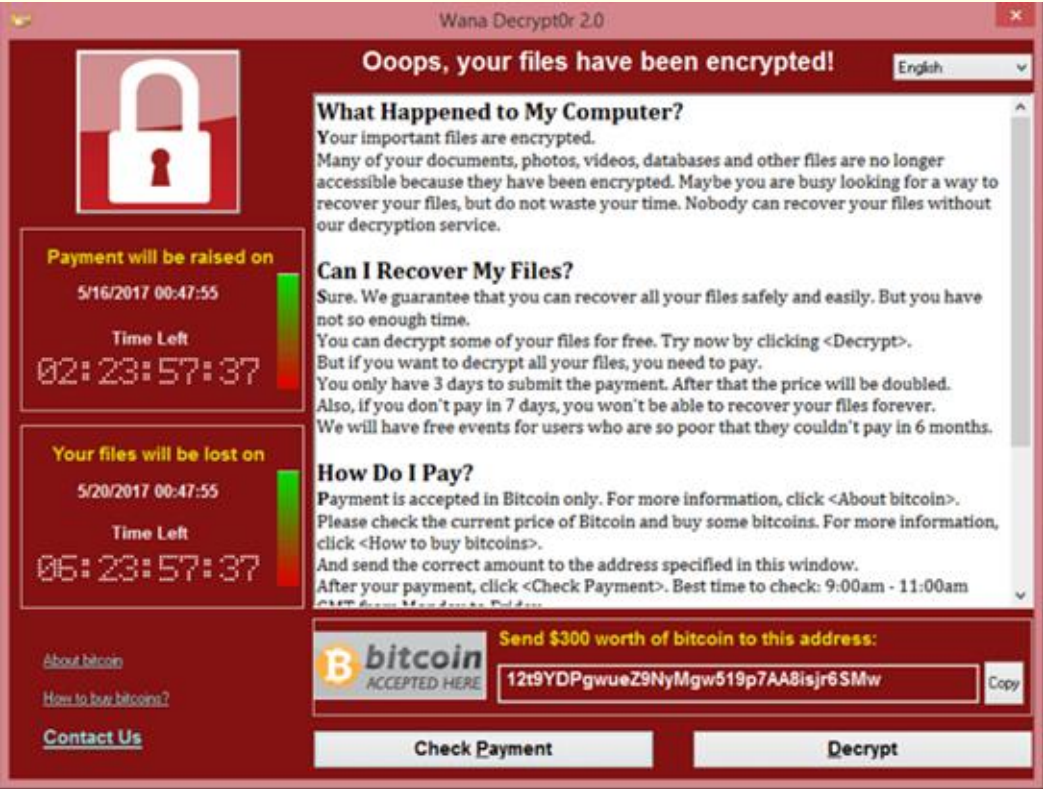 Wana Decrypt0r 2.0
Ooops, your files have been encrypted!
English
What Happened to My Computer?
Your important files are encrypted.
Many of your documents, photos, videos, databases and other files are no longer
accessible because they have been encrypted. Maybe you are busy looking for a way to
recover your files, but do not waste your time. Nobody can recover your files without
our decryption service.
Can I Recover My Files?
Sure. We guarantee that you can recover all your files safely and easily. But you have
not so enough time.
You can decrypt some of your files for free. Try now by clicking <Decrypt>.
But if you want to decrypt all your files, you need to pay.
You only have 3 days to submit the payment. After that the price will be doubled.
Also, if you don't pay in 7 days, you won't be able to recover your files forever.
We will have free events for users who are so poor that they couldn't pay in 6 months.
How Do I Pay?
Payment is accepted in Bitcoin only. For more information, click <About bitcoin>.
Please check the current price of Bitcoin and buy some bitcoins. For more information,
click <How to buy bitcoins>.
And send the correct amount to the address specified in this window.
After your payment, click <Check Payment>. Best time to check: 9:00am - 11:00am
GMT from Monday to Friday
Payment will be raised on
5/16/2017 00:47:55
Time Left
02:23:57:37
Your files will be lost on
5/20/2017 00:47:55
Time Left
06:23:57:37
About bitcoin
How to buy bitcoins?
Contact Us
bitcoin
ACCEPTED HERE
Send $300 worth of bitcoin to this address:
12t9YDPgwueZ9NyMgw519p7AA8isjr6SMw
Copy
Check Payment
Decrypt